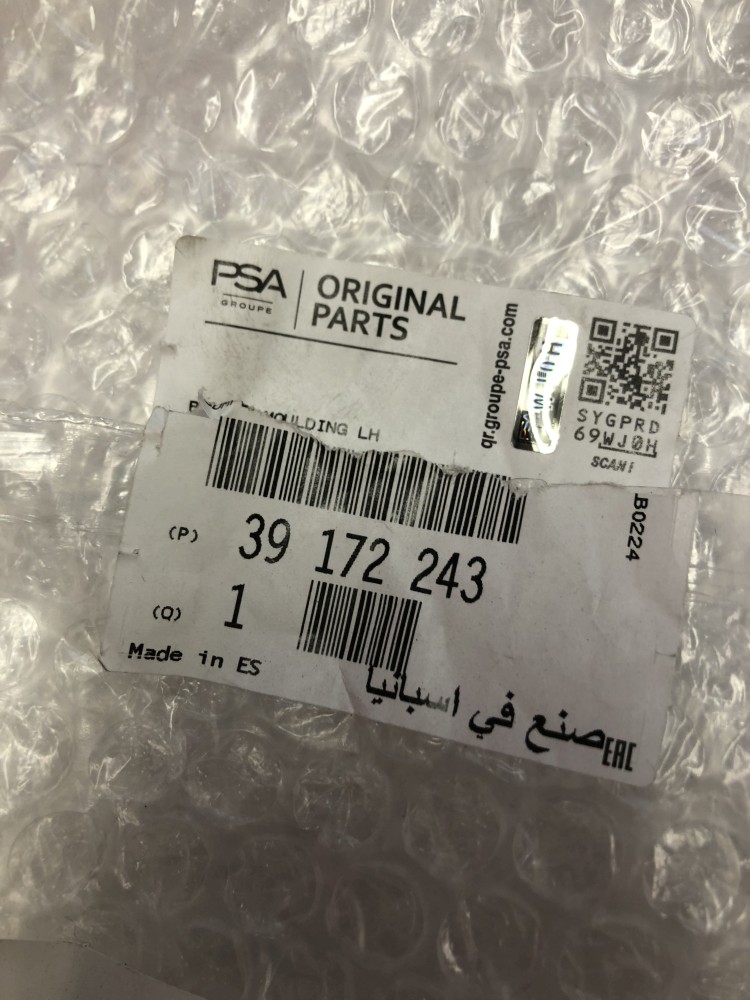 PSA
GROUPE
ORIGINAL
PARTS
qr.groupe-psa.com
SYGPRD
69WJ0H
SCAN!
MOULDING LH
B0224
(P) 39 172 243
(Q) 1
Made in ES
صنع في اسبانيا
EAC